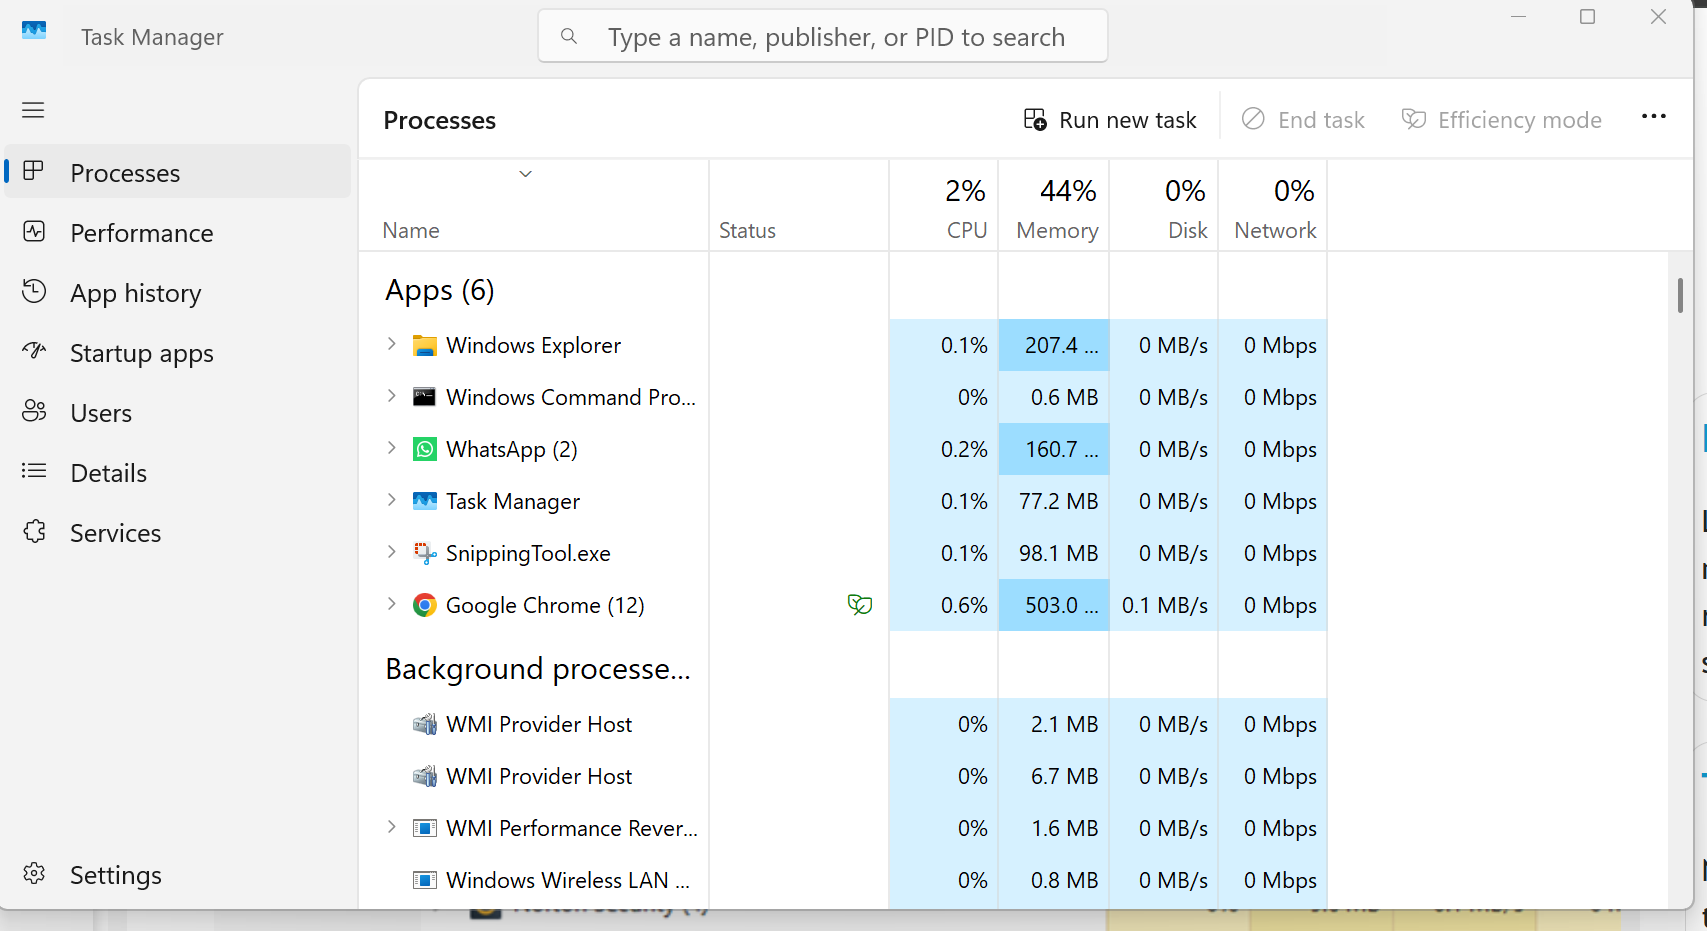 Task Manager
Type a name, publisher, or PID to search
Processes
Performance
App history
Startup apps
Users
Details
Services
Settings
Processes
Run new task
End task
Efficiency mode
2% 44% 0% 0%
Name Status CPU Memory Disk Network
Apps (6)
Windows Explorer 0.1% 207.4 ... 0 MB/s 0 Mbps
Windows Command Pro... 0% 0.6 MB 0 MB/s 0 Mbps
WhatsApp (2) 0.2% 160.7 ... 0 MB/s 0 Mbps
Task Manager 0.1% 77.2 MB 0 MB/s 0 Mbps
SnippingTool.exe 0.1% 98.1 MB 0 MB/s 0 Mbps
Google Chrome (12) 0.6% 503.0 ... 0.1 MB/s 0 Mbps
Background processe...
WMI Provider Host 0% 2.1 MB 0 MB/s 0 Mbps
WMI Provider Host 0% 6.7 MB 0 MB/s 0 Mbps
WMI Performance Rever... 0% 1.6 MB 0 MB/s 0 Mbps
Windows Wireless LAN ... 0% 0.8 MB 0 MB/s 0 Mbps